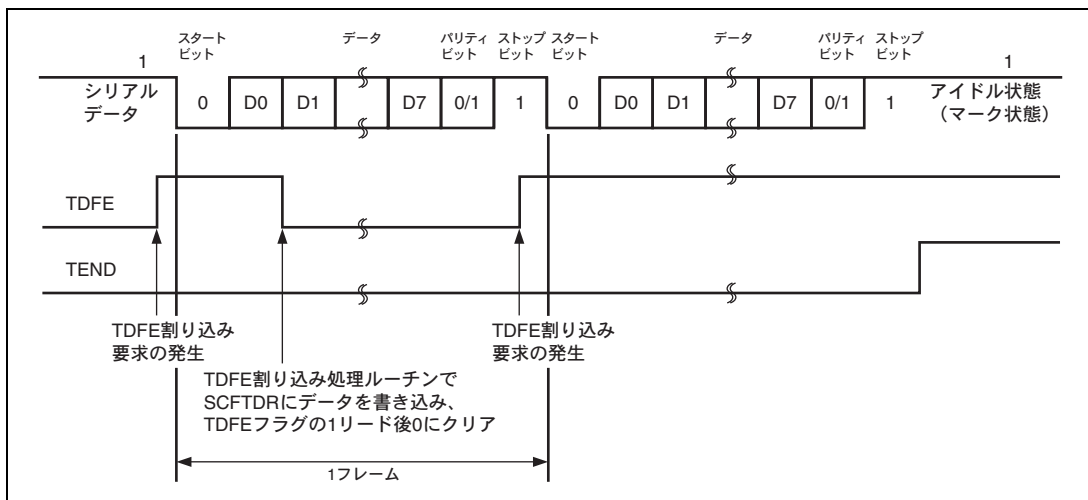 スタート
ビット
データ
パリティ
ビット
ストップ
ビット
スタート
ビット
データ
パリティ
ビット
ストップ
ビット
1
1
シリアル
データ
0 D0 D1 D7 0/1 1 0 D0 D1 D7 0/1 1
アイドル状態
(マーク状態)
TDFE
TEND
TDFE割り込み
要求の発生
TDFE割り込み
要求の発生
TDFE割り込み処理ルーチンで
SCFTDRにデータを書き込み、
TDFEフラグの1リード後0にクリア
1フレーム